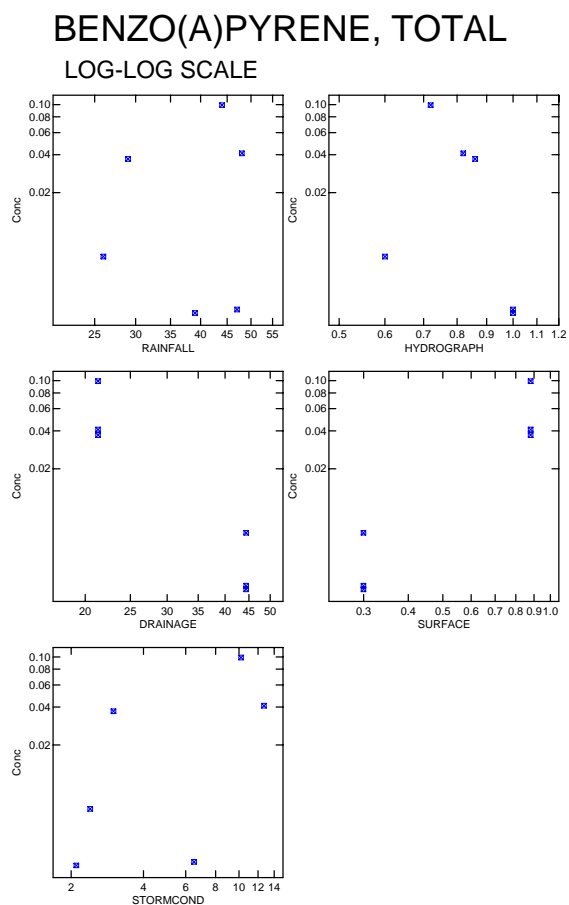 BENZO(A)PYRENE, TOTAL
LOG-LOG SCALE
0.10
0.08
0.06
0.04
0.02
Conc
25 30 35 40 45 50 55
RAINFALL
0.5 0.6 0.7 0.8 0.9 1.0 1.1 1.2
HYDROGRAPH
0.10
0.08
0.06
0.04
0.02
Conc
20 25 30 35 40 45 50
DRAINAGE
Conc
0.3 0.4 0.5 0.6 0.7 0.8 0.9 1.0
SURFACE
0.10
0.08
0.06
0.04
0.02
Conc
2 4 6 8 10 12 14
STORMCOND
0.10
0.08
0.06
0.04
0.02
Conc
0.10
0.08
0.06
0.04
0.02